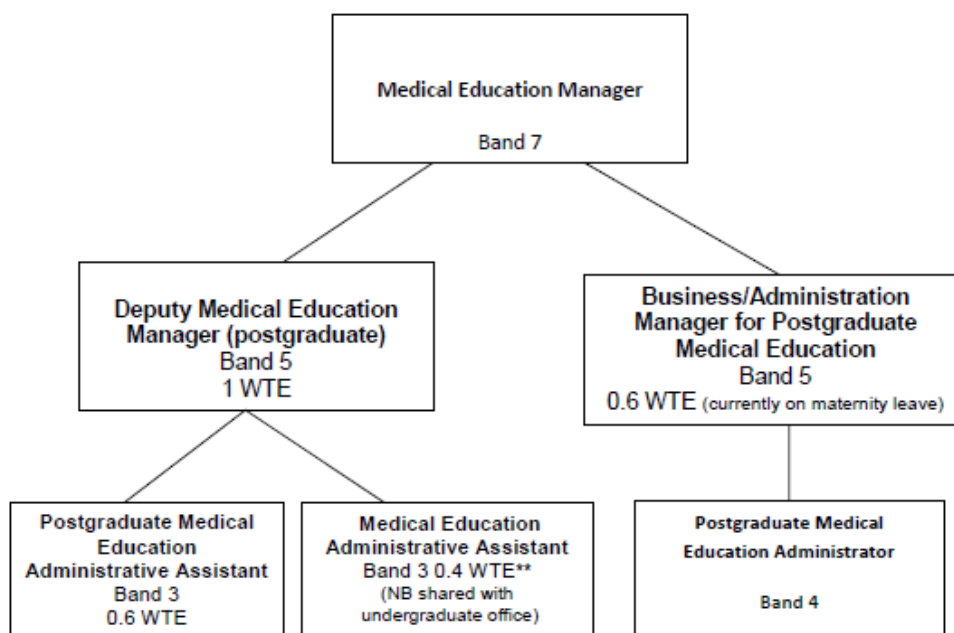 Medical Education Manager
Band 7
Deputy Medical Education
Manager (postgraduate)
Band 5
1 WTE
Business/Administration
Manager for Postgraduate
Medical Education
Band 5
0.6 WTE (currently on maternity leave)
Postgraduate Medical
Education
Administrative Assistant
Band 3
0.6 WTE
Medical Education
Administrative Assistant
Band 3 0.4 WTE**
(NB shared with
undergraduate office)
Postgraduate Medical
Education Administrator
Band 4